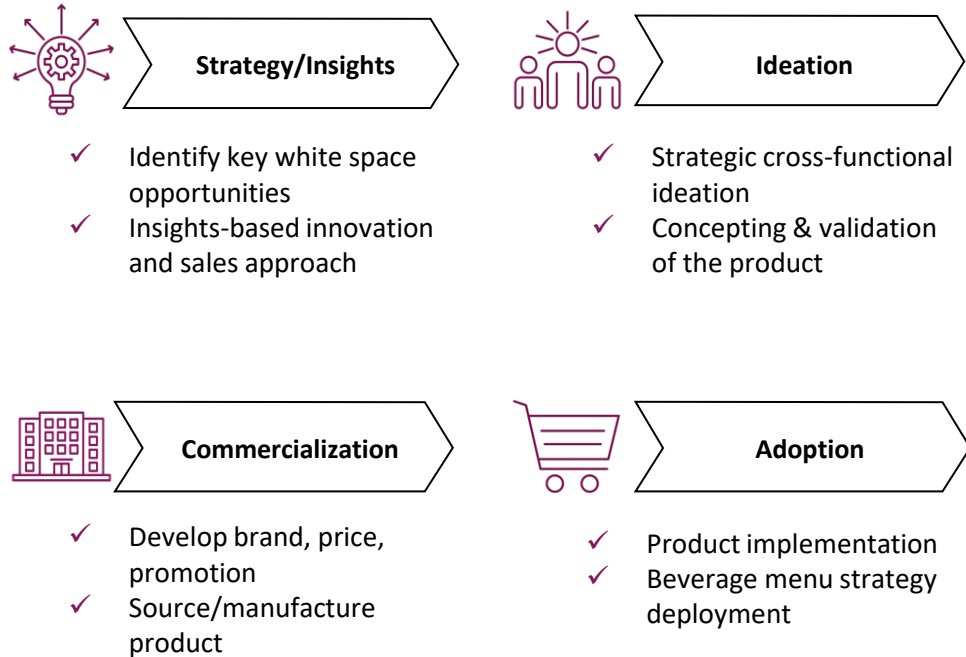 Strategy/Insights
✓ Identify key white space
opportunities
✓ Insights-based innovation
and sales approach
Ideation
✓ Strategic cross-functional
ideation
✓ Concepting & validation
of the product
Commercialization
✓ Develop brand, price,
promotion
✓ Source/manufacture
product
Adoption
✓ Product implementation
✓ Beverage menu strategy
deployment